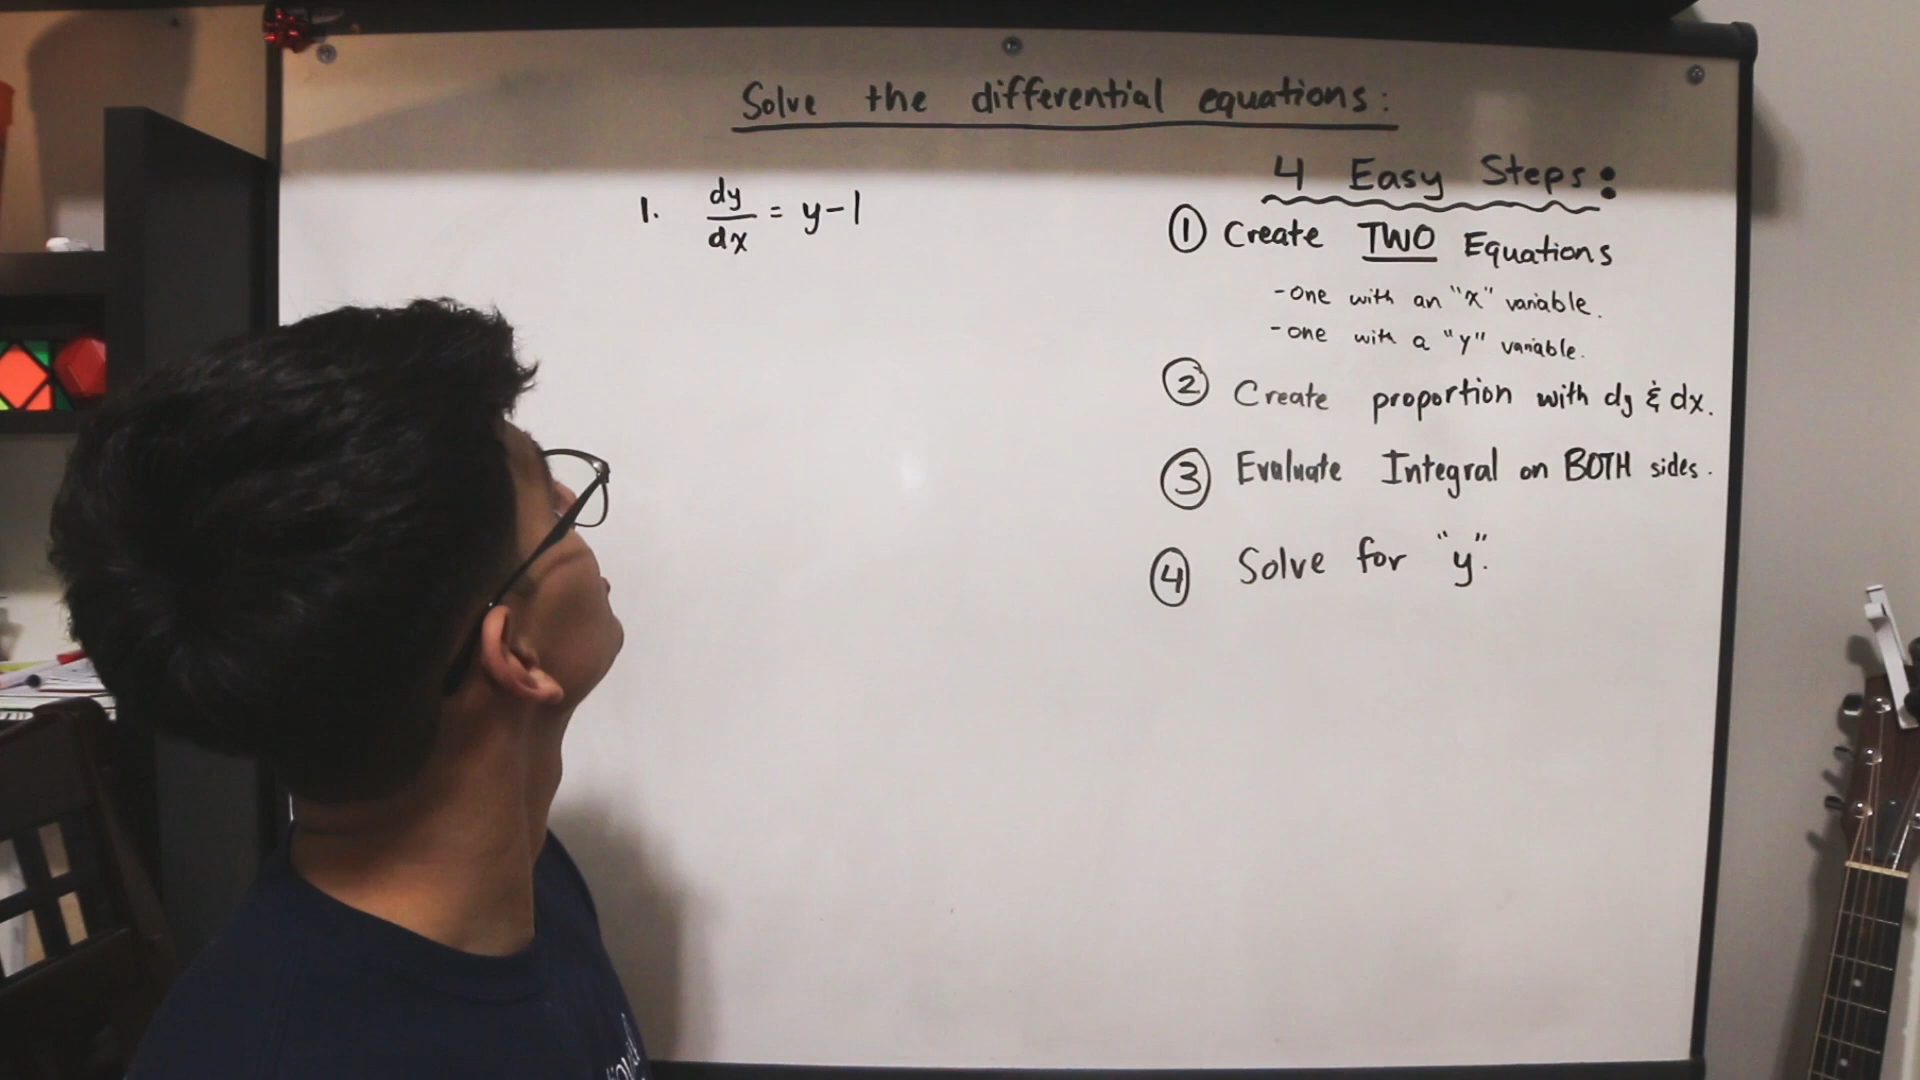 Solve the differential equations:
1. dy/dx = y-1
4 Easy Steps:
① Create TWO Equations
-one with an "x" variable.
-one with a "y" variable.
② Create proportion with dy & dx.
③ Evaluate Integral on BOTH sides.
④ Solve for "y".